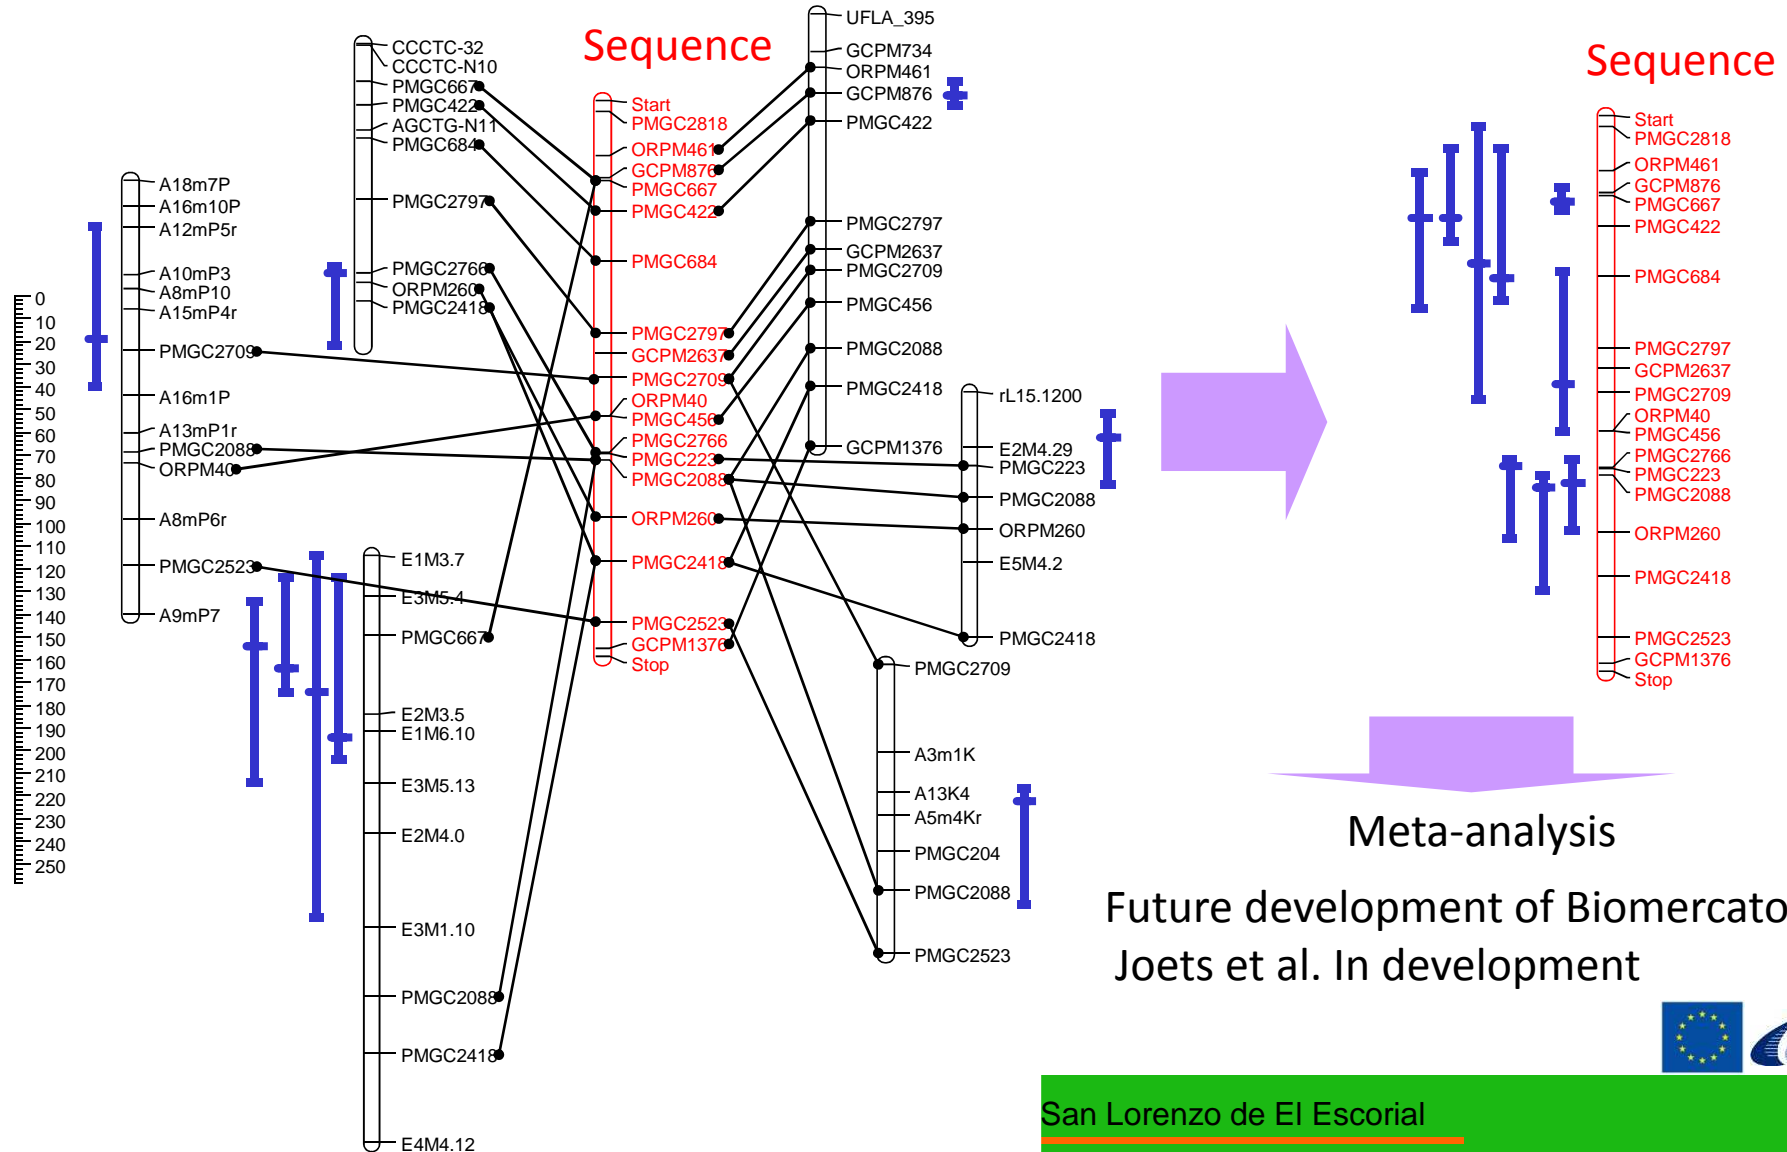 Sequence
Sequence
0
10
20
30
40
50
60
70
80
90
100
110
120
130
140
150
160
170
180
190
200
210
220
230
240
250
A18m7P
A16m10P
A12mP5r
A10mP3
A8mP10
A15mP4r
PMGC2709
A16m1P
A13mP1r
PMGC2088
ORPM40
A8mP6r
PMGC2523
A9mP7
CCCTC-32
CCCTC-N10
PMGC667
PMGC422
AGCTG-N11
PMGC684
PMGC2797
PMGC2766
ORPM260
PMGC2418
E1M3.7
E3M5.4
PMGC667
E2M3.5
E1M6.10
E3M5.13
E2M4.0
E3M1.10
PMGC2088
PMGC2418
E4M4.12
Start
PMGC2818
ORPM461
GCPM876
PMGC667
PMGC422
PMGC684
PMGC2797
GCPM2637
PMGC2709
ORPM40
PMGC456
PMGC2766
PMGC223
PMGC2088
ORPM260
PMGC2418
PMGC2523
GCPM1376
Stop
UFLA_395
GCPM734
ORPM461
GCPM876
PMGC422
PMGC2797
GCPM2637
PMGC2709
PMGC456
PMGC2088
PMGC2418
GCPM1376
rL15.1200
E2M4.29
PMGC223
PMGC2088
ORPM260
E5M4.2
PMGC2418
PMGC2709
A3m1K
A13K4
A5m4Kr
PMGC204
PMGC2088
PMGC2523
Start
PMGC2818
ORPM461
GCPM876
PMGC667
PMGC422
PMGC684
PMGC2797
GCPM2637
PMGC2709
ORPM40
PMGC456
PMGC2766
PMGC223
PMGC2088
ORPM260
PMGC2418
PMGC2523
GCPM1376
Stop
Meta-analysis
Future development of Biomercato
Joets et al. In development
San Lorenzo de El Escorial